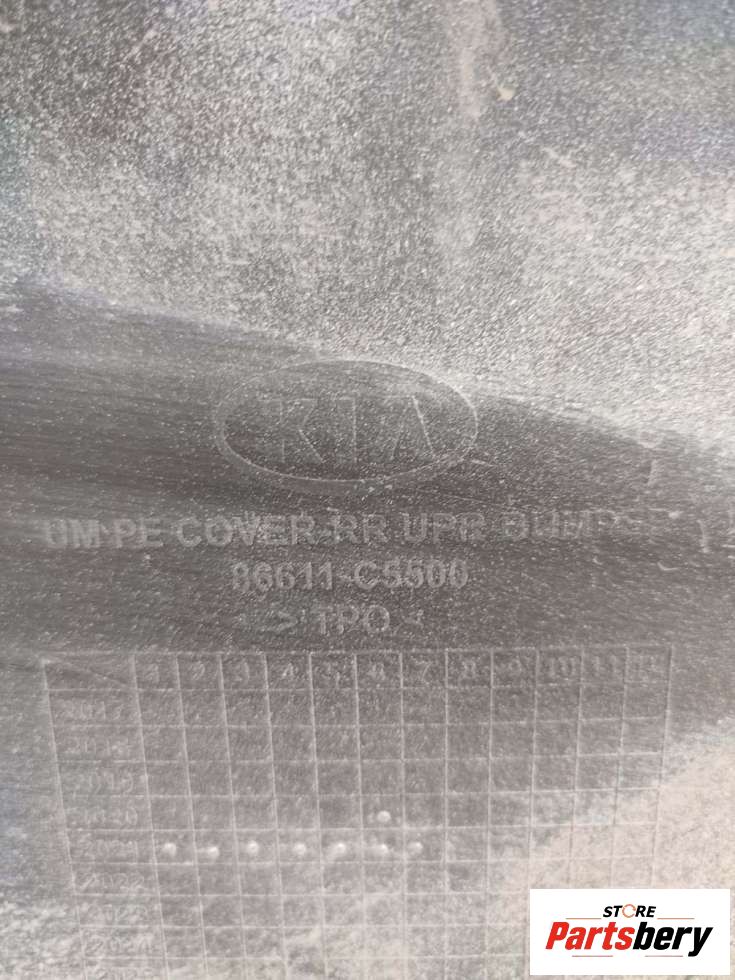 KIA
UM PE COVER-RR UPR BUMPER
86611-C5500
>TPO<
1 2 3 4 5 6 7 8 9 10 11 12
2017
2018
2019
2020
2021
2022
2023
2024
STORE
Partsbery